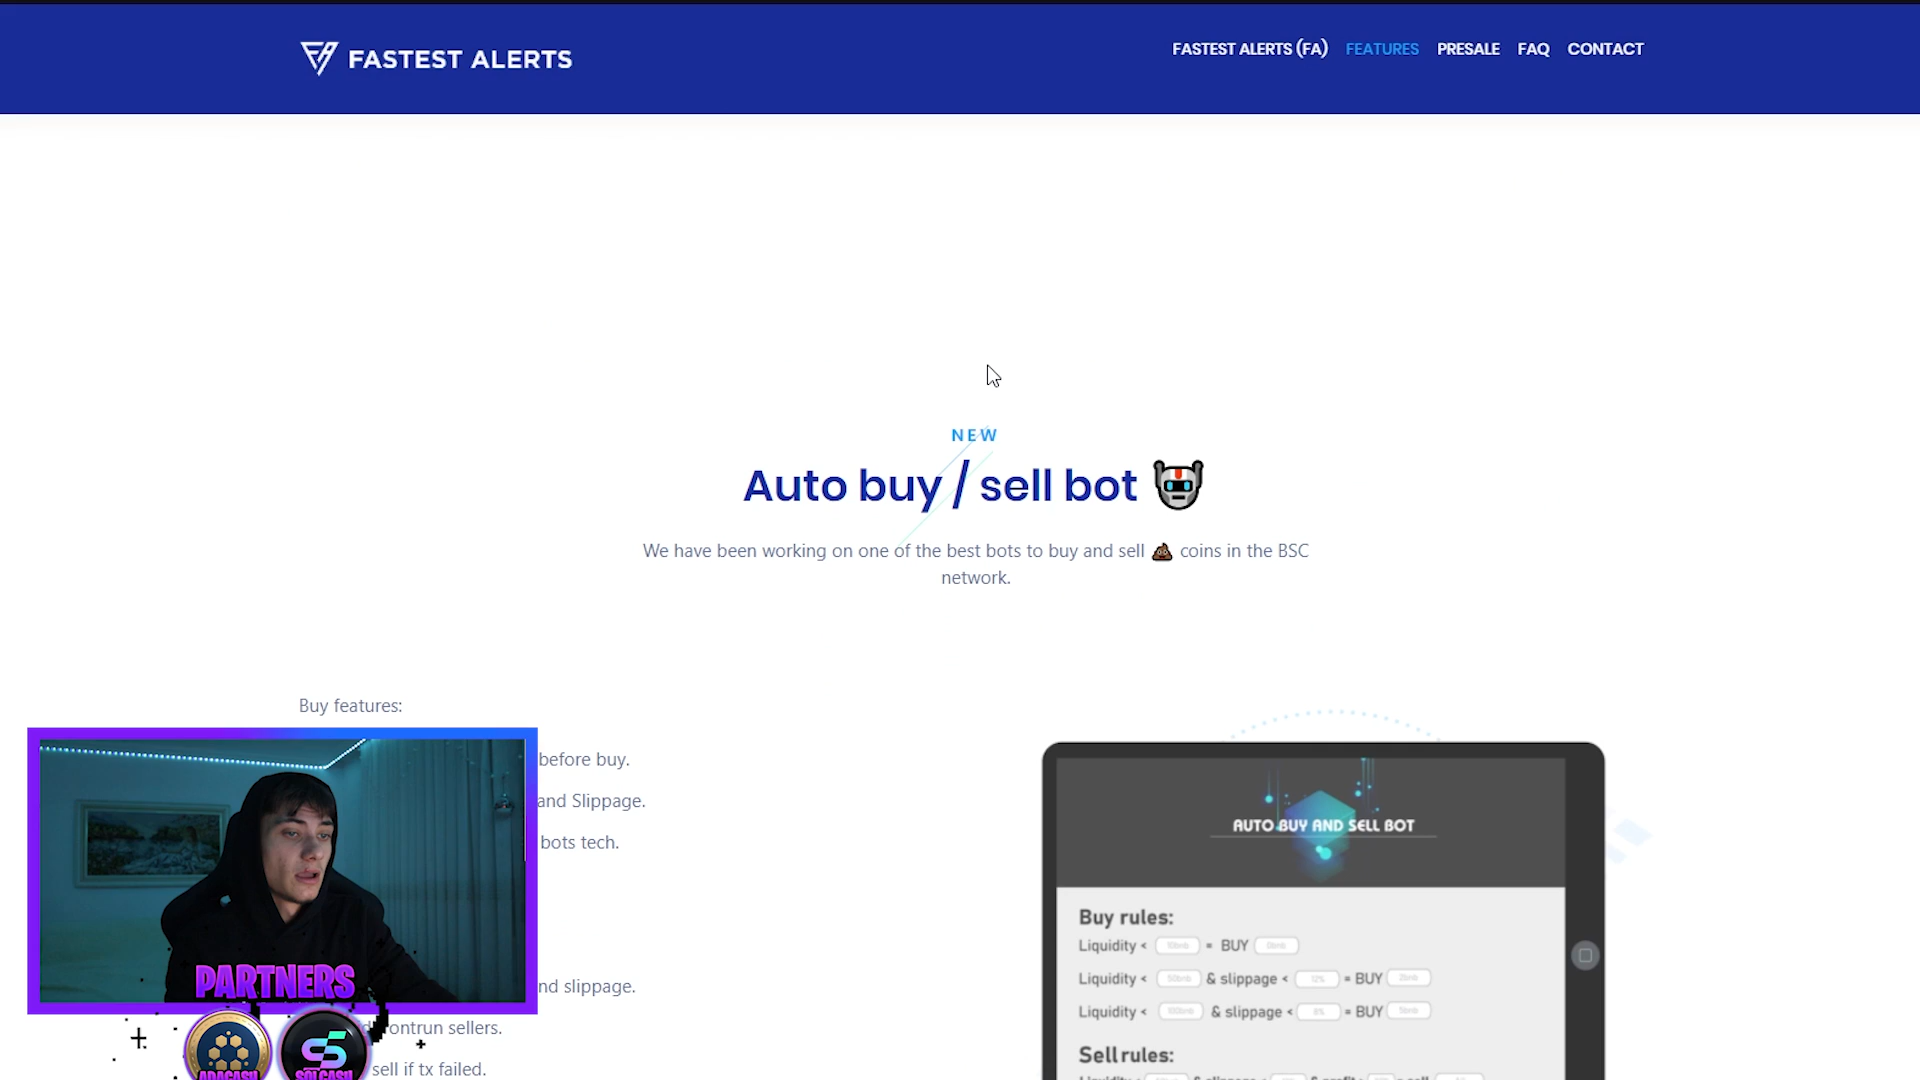 FASTEST ALERTS
FASTEST ALERTS (FA) FEATURES PRESALE FAQ CONTACT
NEW
Auto buy / sell bot
We have been working on one of the best bots to buy and sell 💩 coins in the BSC
network.
Buy features:
before buy.
and Slippage.
bots tech.
nd slippage.
ontrun sellers.
sell if tx failed.
PARTNERS
ADACASH SOLCASH
AUTO BUY AND SELL BOT
Buy rules:
Liquidity < = BUY
Liquidity < & slippage < = BUY
Liquidity < & slippage < = BUY
Sell rules: